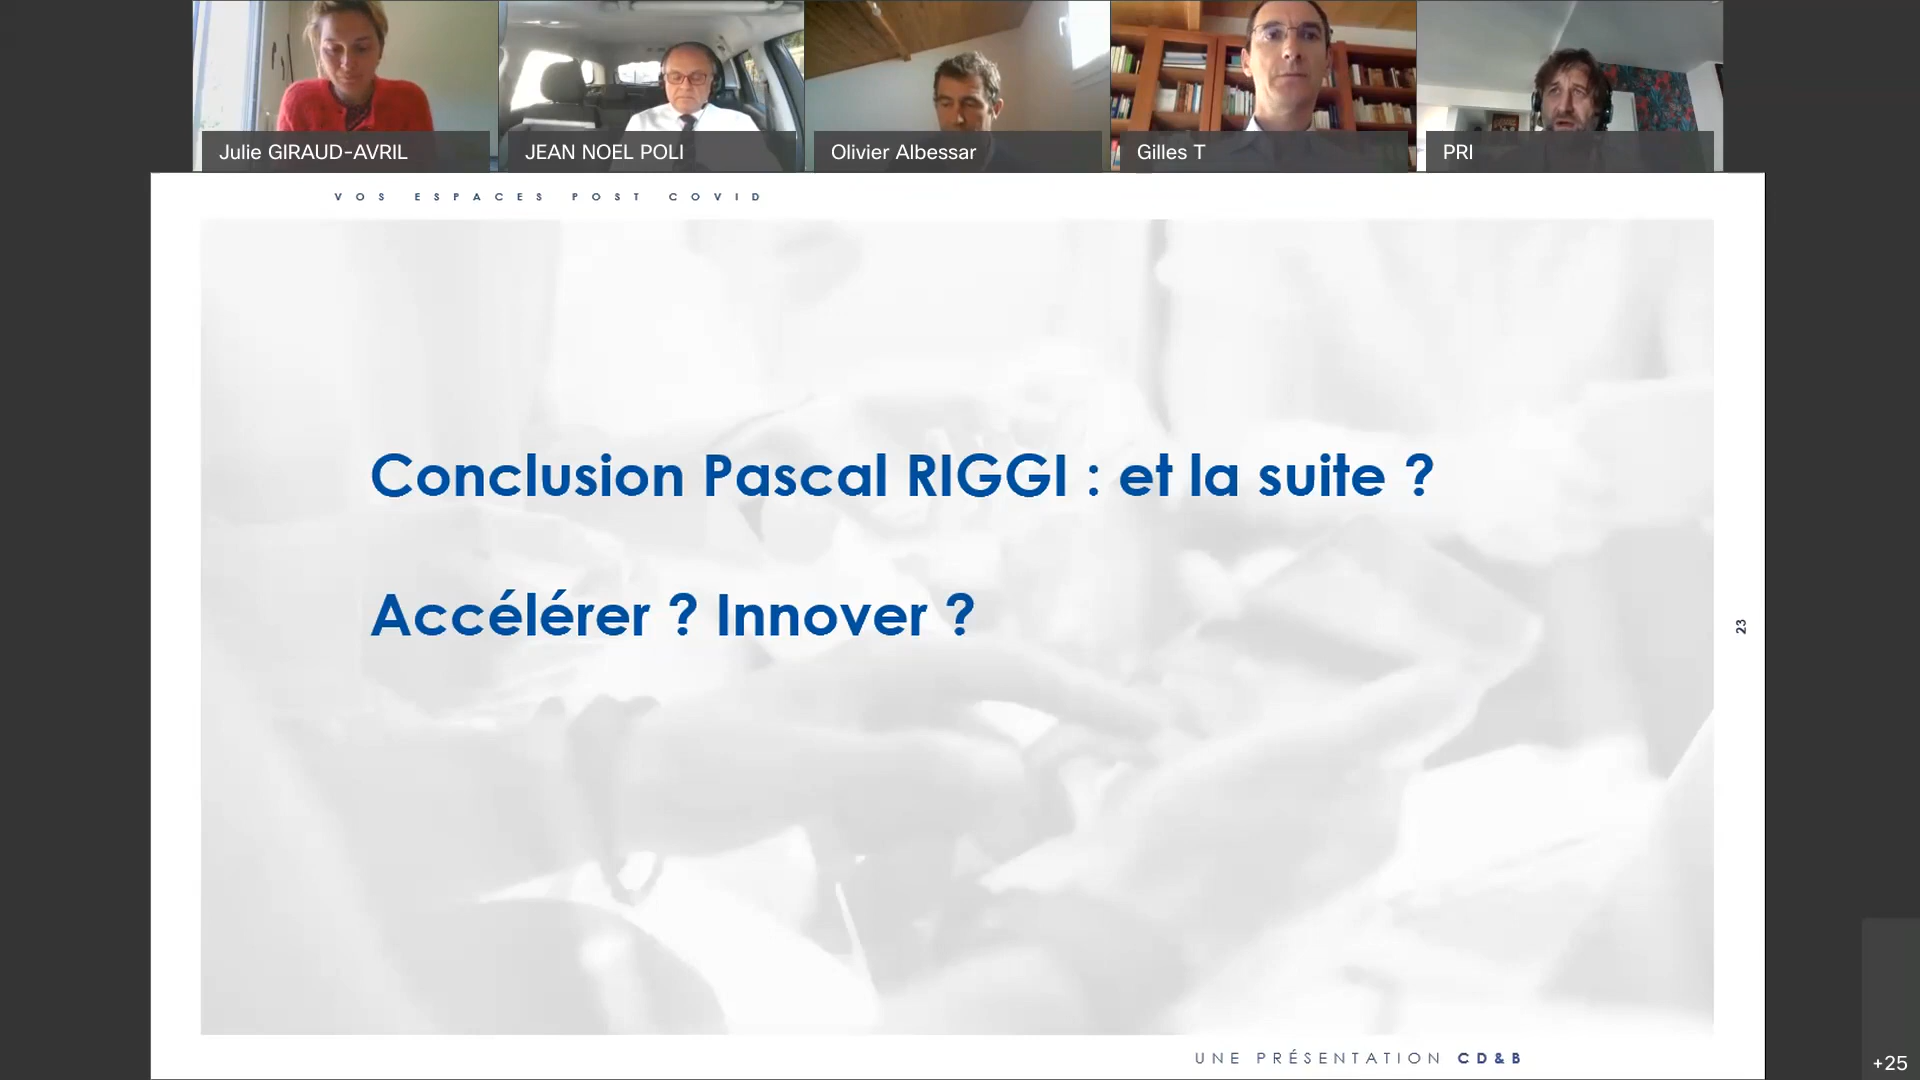 Julie GIRAUD-AVRIL
JEAN NOEL POLI
Olivier Albessar
Gilles T
PRI
VOS ESPACES POST COVID
Conclusion Pascal RIGGI : et la suite ?
Accélérer ? Innover ?
23
UNE PRÉSENTATION CD&B
+25